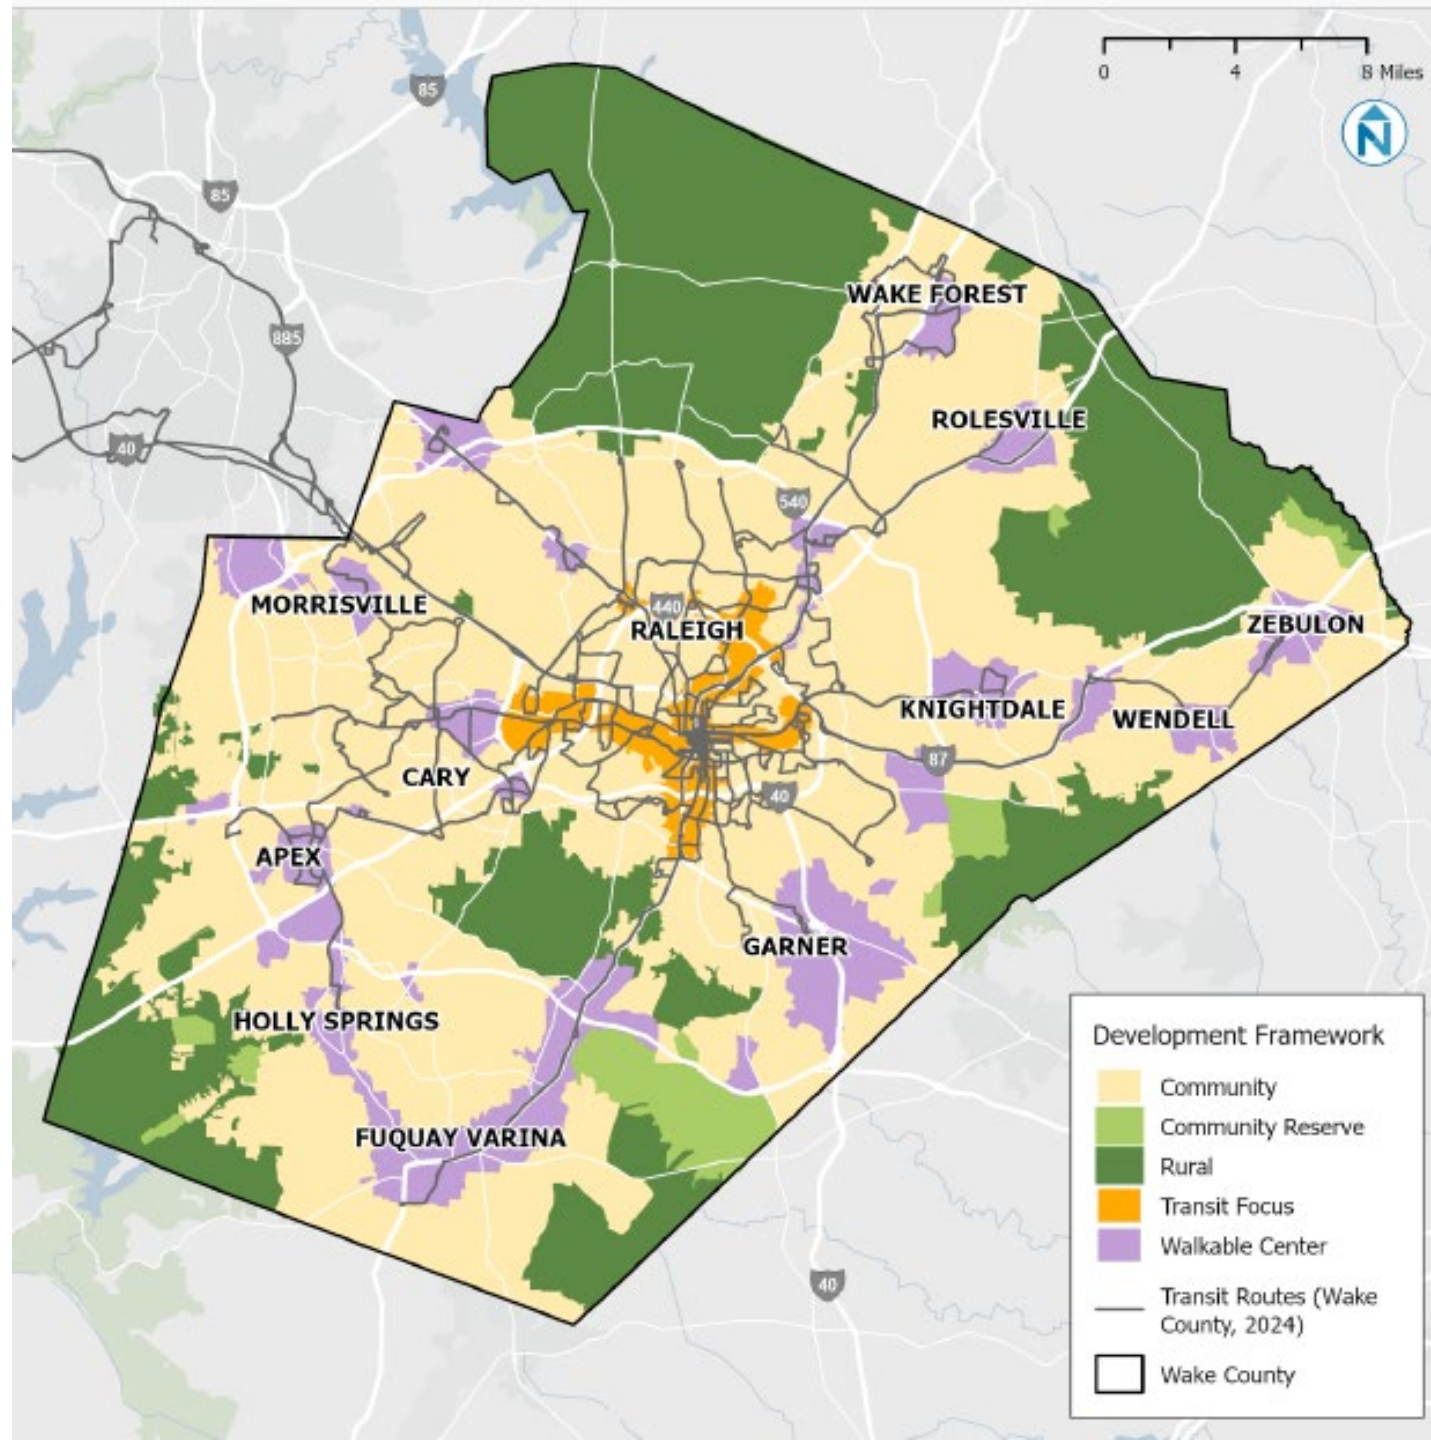 0 4 8 Miles
N
85
85
WAKE FOREST
885
ROLESVILLE
40
540
MORRISVILLE
440
RALEIGH
ZEBULON
KNIGHTDALE
WENDELL
87
CARY
40
APEX
GARNER
HOLLY SPRINGS
FUQUAY VARINA
40
Development Framework
Community
Community Reserve
Rural
Transit Focus
Walkable Center
Transit Routes (Wake
County, 2024)
Wake County